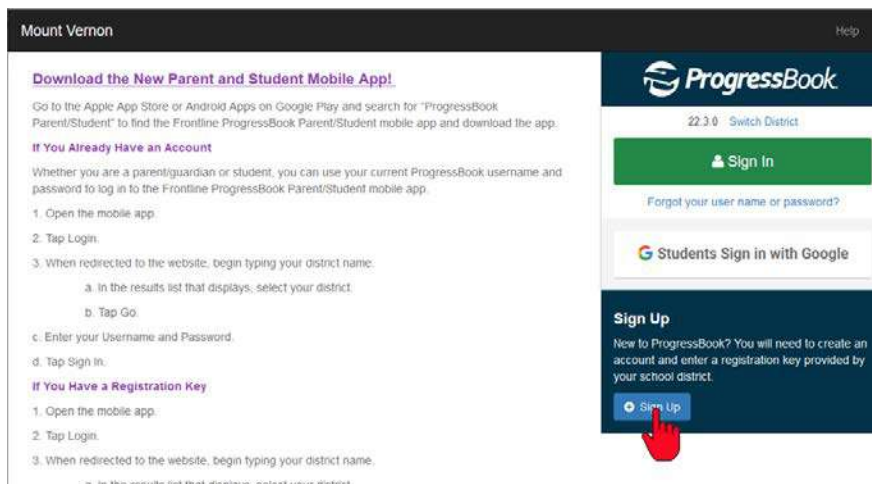 Mount Vernon
Help
Download the New Parent and Student Mobile App!
Go to the Apple App Store or Android Apps on Google Play and search for "ProgressBook
Parent/Student" to find the Frontline ProgressBook Parent/Student mobile app and download the app.
If You Already Have an Account
Whether you are a parent/guardian or student, you can use your current ProgressBook username and
password to log in to the Frontline ProgressBook Parent/Student mobile app.
1. Open the mobile app.
2. Tap Login.
3. When redirected to the website, begin typing your district name.
a. In the results list that displays, select your district.
b. Tap Go.
c. Enter your Username and Password.
d. Tap Sign In.
If You Have a Registration Key
1. Open the mobile app.
2. Tap Login.
3. When redirected to the website, begin typing your district name.
a. In the results list that displays, select your district
ProgressBook
22.3.0 Switch District
Sign In
Forgot your user name or password?
Students Sign in with Google
Sign Up
New to ProgressBook? You will need to create an
account and enter a registration key provided by
your school district.
Sign Up